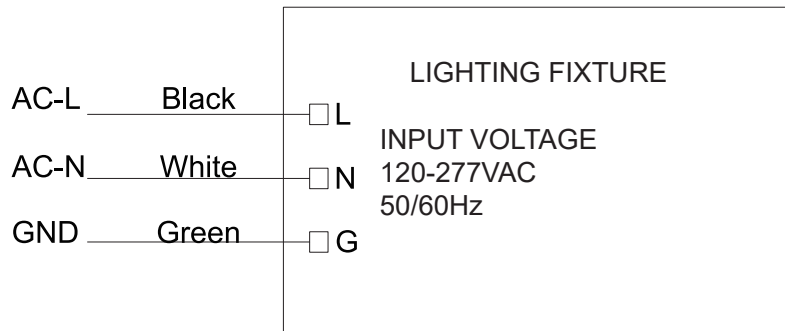 LIGHTING FIXTURE
AC-L Black L
INPUT VOLTAGE
120-277VAC
50/60Hz
AC-N White N
GND Green G